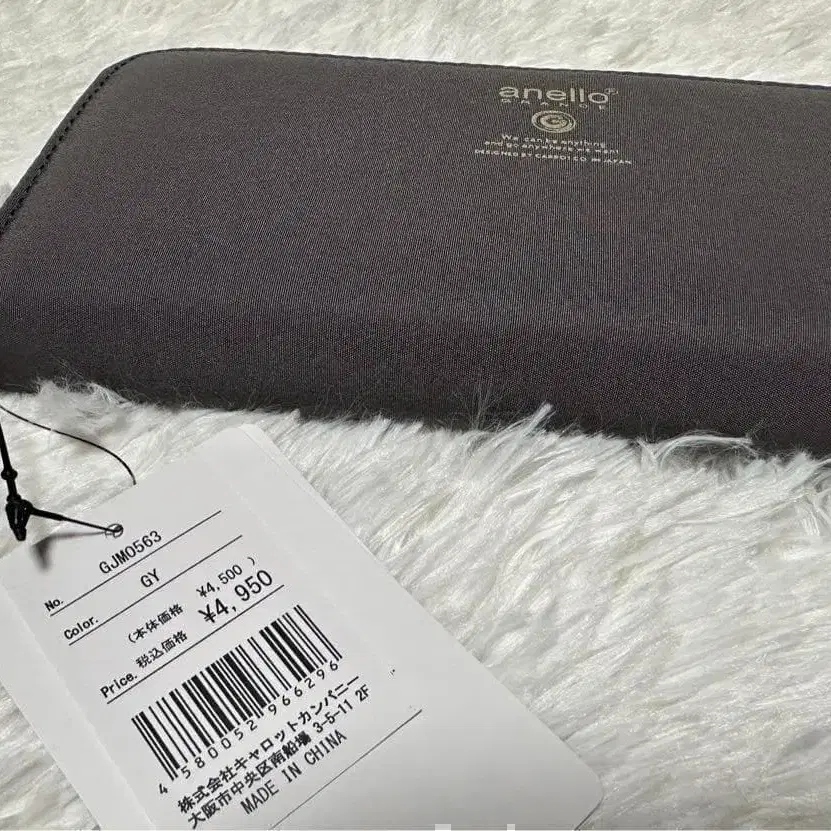 anello®
GRANDE
G
We can be anything
and go anywhere we want
DESIGNED BY CARROT CO. IN JAPAN
No. GJM0563
Color. GY
(本体価格 ¥4,500 )
Price. 税込価格 ¥4,950
4 580052 966296
株式会社キャロットカンパニー
大阪市中央区南船場 3-5-11 2F
MADE IN CHINA